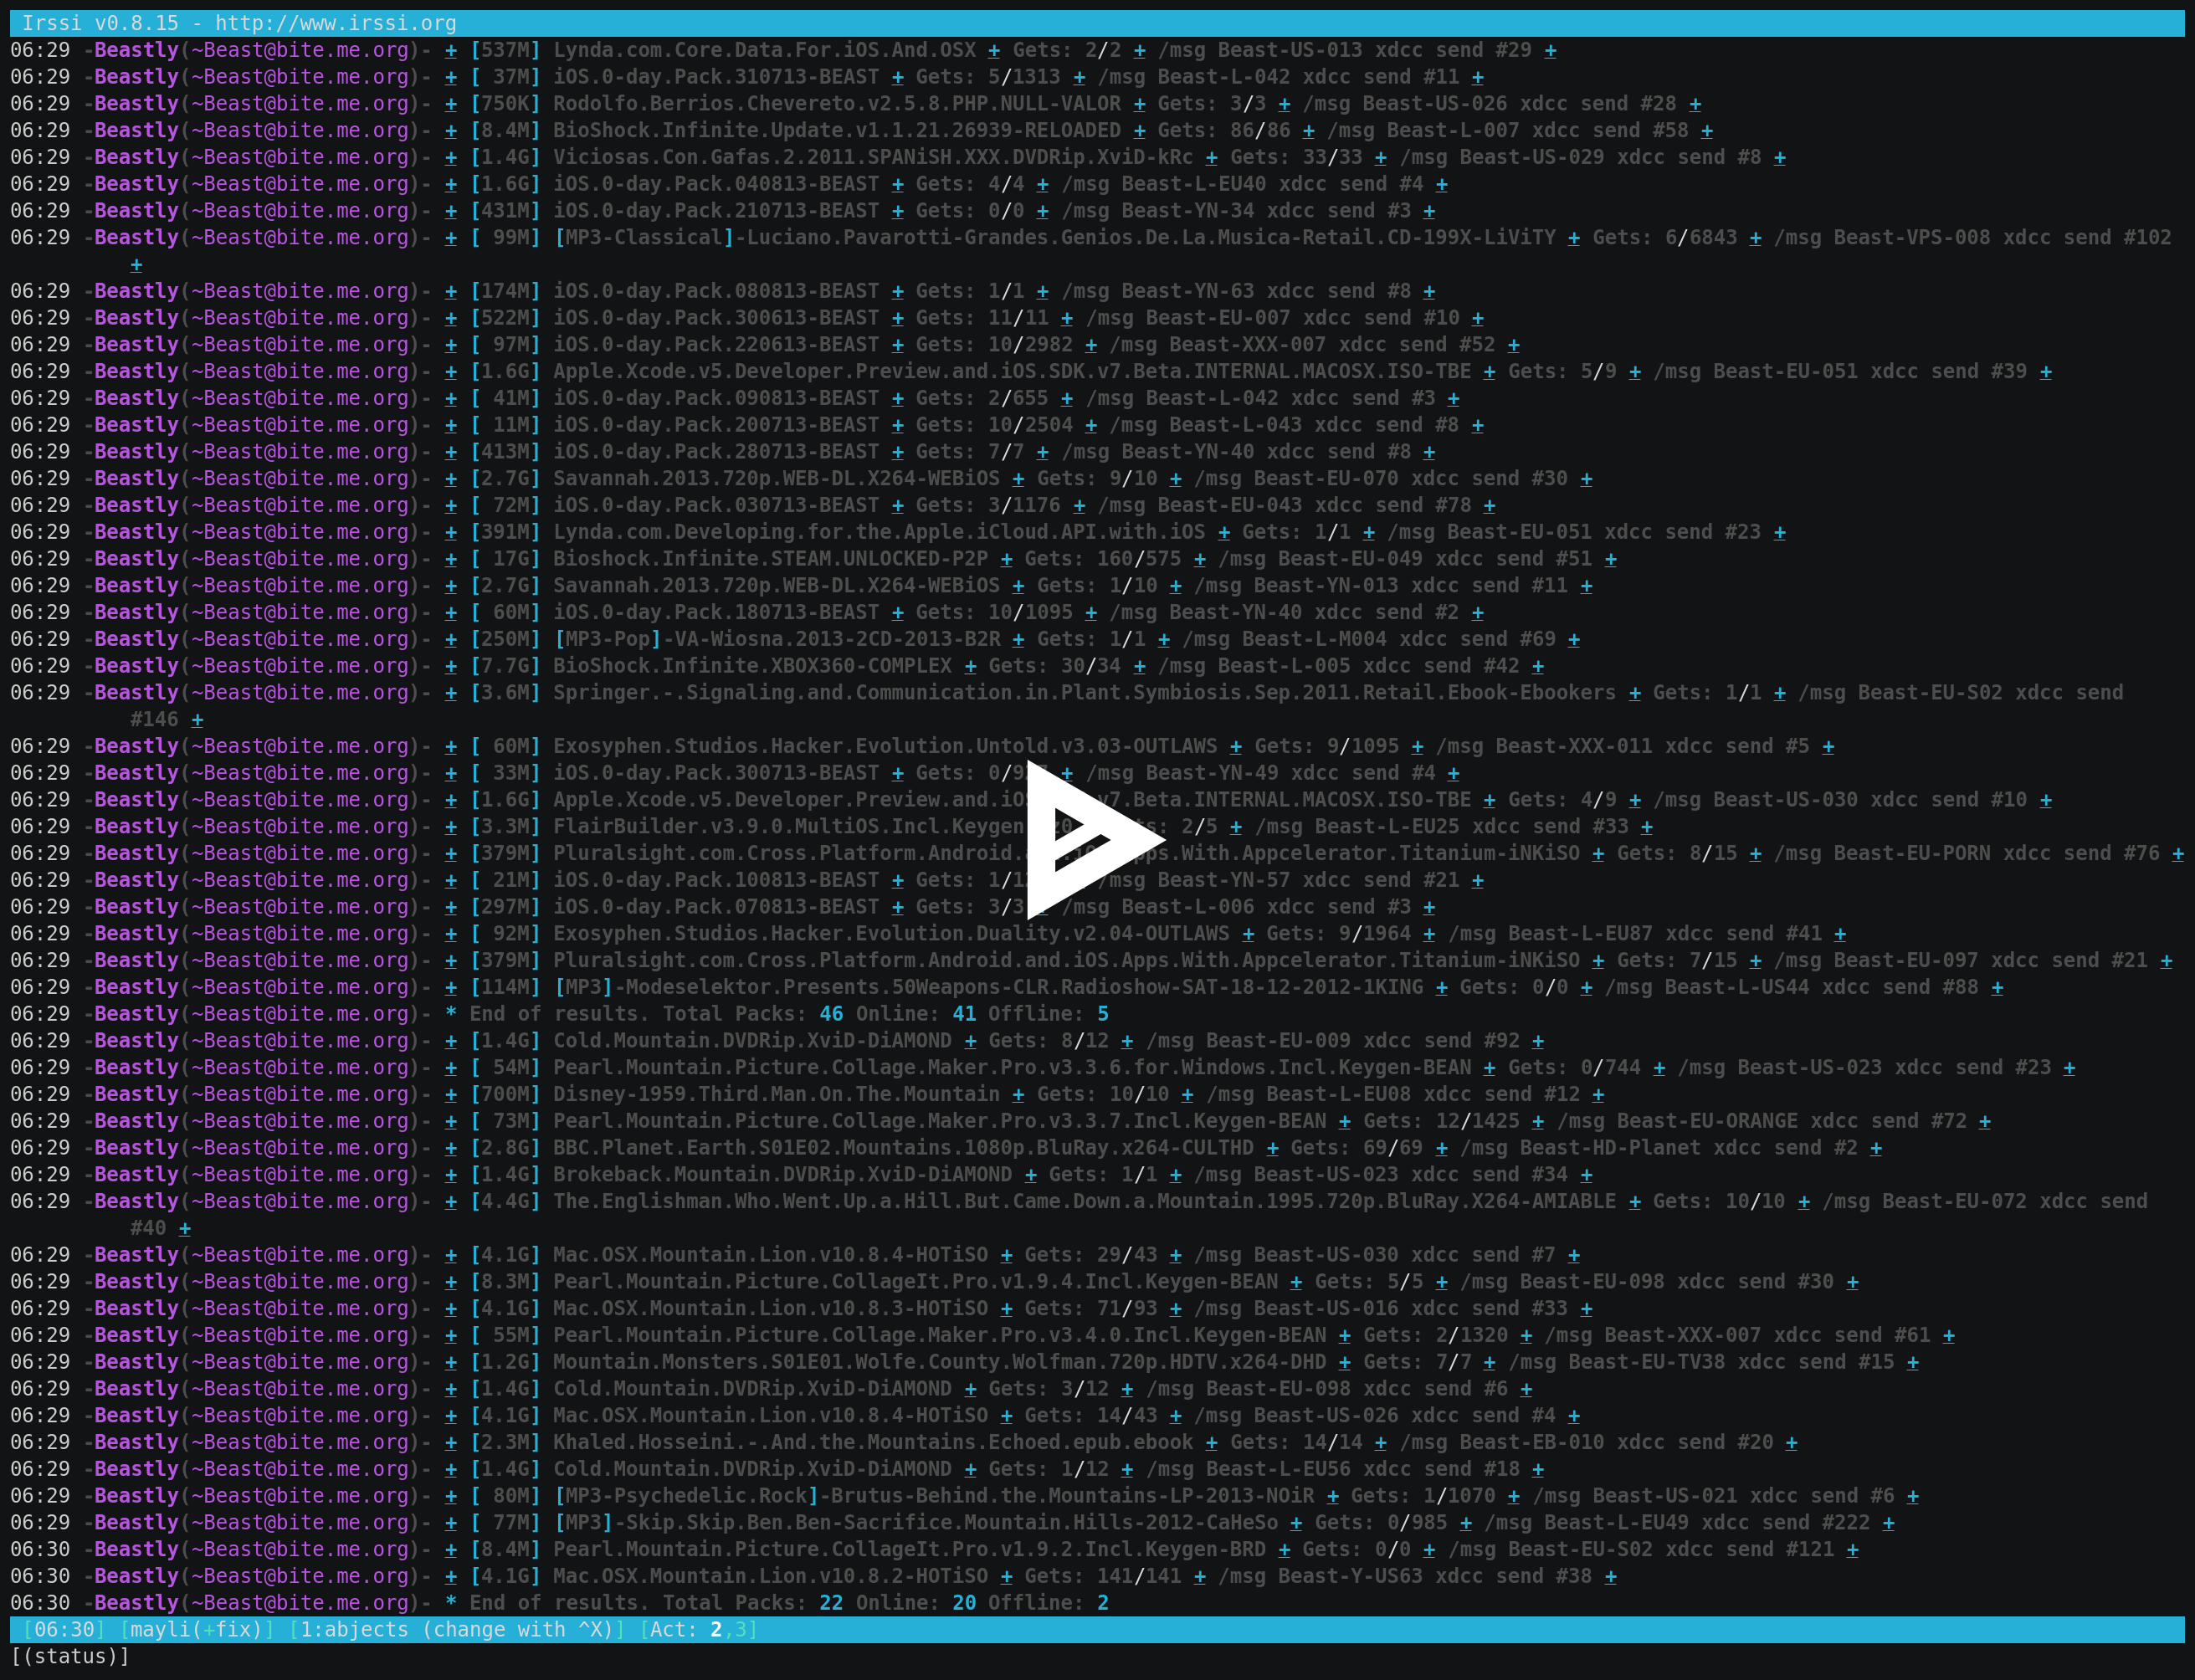 Irssi v0.8.15 - http://www.irssi.org
06:29 -Beastly(~Beast@bite.me.org)- + [537M] Lynda.com.Core.Data.For.iOS.And.OSX + Gets: 2/2 + /msg Beast-US-013 xdcc send #29 +
06:29 -Beastly(~Beast@bite.me.org)- + [ 37M] iOS.0-day.Pack.310713-BEAST + Gets: 5/1313 + /msg Beast-L-042 xdcc send #11 +
06:29 -Beastly(~Beast@bite.me.org)- + [750K] Rodolfo.Berrios.Chevereto.v2.5.8.PHP.NULL-VALOR + Gets: 3/3 + /msg Beast-US-026 xdcc send #28 +
06:29 -Beastly(~Beast@bite.me.org)- + [8.4M] BioShock.Infinite.Update.v1.1.21.26939-RELOADED + Gets: 86/86 + /msg Beast-L-007 xdcc send #58 +
06:29 -Beastly(~Beast@bite.me.org)- + [1.4G] Viciosas.Con.Gafas.2.2011.SPANiSH.XXX.DVDRip.XviD-kRc + Gets: 33/33 + /msg Beast-US-029 xdcc send #8 +
06:29 -Beastly(~Beast@bite.me.org)- + [1.6G] iOS.0-day.Pack.040813-BEAST + Gets: 4/4 + /msg Beast-L-EU40 xdcc send #4 +
06:29 -Beastly(~Beast@bite.me.org)- + [431M] iOS.0-day.Pack.210713-BEAST + Gets: 0/0 + /msg Beast-YN-34 xdcc send #3 +
06:29 -Beastly(~Beast@bite.me.org)- + [ 99M] [MP3-Classical]-Luciano.Pavarotti-Grandes.Genios.De.La.Musica-Retail.CD-199X-LiViTY + Gets: 6/6843 + /msg Beast-VPS-008 xdcc send #102
+
06:29 -Beastly(~Beast@bite.me.org)- + [174M] iOS.0-day.Pack.080813-BEAST + Gets: 1/1 + /msg Beast-YN-63 xdcc send #8 +
06:29 -Beastly(~Beast@bite.me.org)- + [522M] iOS.0-day.Pack.300613-BEAST + Gets: 11/11 + /msg Beast-EU-007 xdcc send #10 +
06:29 -Beastly(~Beast@bite.me.org)- + [ 97M] iOS.0-day.Pack.220613-BEAST + Gets: 10/2982 + /msg Beast-XXX-007 xdcc send #52 +
06:29 -Beastly(~Beast@bite.me.org)- + [1.6G] Apple.Xcode.v5.Developer.Preview.and.iOS.SDK.v7.Beta.INTERNAL.MACOSX.ISO-TBE + Gets: 5/9 + /msg Beast-EU-051 xdcc send #39 +
06:29 -Beastly(~Beast@bite.me.org)- + [ 41M] iOS.0-day.Pack.090813-BEAST + Gets: 2/655 + /msg Beast-L-042 xdcc send #3 +
06:29 -Beastly(~Beast@bite.me.org)- + [ 11M] iOS.0-day.Pack.200713-BEAST + Gets: 10/2504 + /msg Beast-L-043 xdcc send #8 +
06:29 -Beastly(~Beast@bite.me.org)- + [413M] iOS.0-day.Pack.280713-BEAST + Gets: 7/7 + /msg Beast-YN-40 xdcc send #8 +
06:29 -Beastly(~Beast@bite.me.org)- + [2.7G] Savannah.2013.720p.WEB-DL.X264-WEBiOS + Gets: 9/10 + /msg Beast-EU-070 xdcc send #30 +
06:29 -Beastly(~Beast@bite.me.org)- + [ 72M] iOS.0-day.Pack.030713-BEAST + Gets: 3/1176 + /msg Beast-EU-043 xdcc send #78 +
06:29 -Beastly(~Beast@bite.me.org)- + [391M] Lynda.com.Developing.for.the.Apple.iCloud.API.with.iOS + Gets: 1/1 + /msg Beast-EU-051 xdcc send #23 +
06:29 -Beastly(~Beast@bite.me.org)- + [ 17G] Bioshock.Infinite.STEAM.UNLOCKED-P2P + Gets: 160/575 + /msg Beast-EU-049 xdcc send #51 +
06:29 -Beastly(~Beast@bite.me.org)- + [2.7G] Savannah.2013.720p.WEB-DL.X264-WEBiOS + Gets: 1/10 + /msg Beast-YN-013 xdcc send #11 +
06:29 -Beastly(~Beast@bite.me.org)- + [ 60M] iOS.0-day.Pack.180713-BEAST + Gets: 10/1095 + /msg Beast-YN-40 xdcc send #2 +
06:29 -Beastly(~Beast@bite.me.org)- + [250M] [MP3-Pop]-VA-Wiosna.2013-2CD-2013-B2R + Gets: 1/1 + /msg Beast-L-M004 xdcc send #69 +
06:29 -Beastly(~Beast@bite.me.org)- + [7.7G] BioShock.Infinite.XBOX360-COMPLEX + Gets: 30/34 + /msg Beast-L-005 xdcc send #42 +
06:29 -Beastly(~Beast@bite.me.org)- + [3.6M] Springer.-.Signaling.and.Communication.in.Plant.Symbiosis.Sep.2011.Retail.Ebook-Ebookers + Gets: 1/1 + /msg Beast-EU-S02 xdcc send
#146 +
06:29 -Beastly(~Beast@bite.me.org)- + [ 60M] Exosyphen.Studios.Hacker.Evolution.Untold.v3.03-OUTLAWS + Gets: 9/1095 + /msg Beast-XXX-011 xdcc send #5 +
06:29 -Beastly(~Beast@bite.me.org)- + [ 33M] iOS.0-day.Pack.300713-BEAST + Gets: + /msg Beast-YN-49 xdcc send #4 +
06:29 -Beastly(~Beast@bite.me.org)- + [1.6G] Apple.Xcode.v5.Developer.Preview.and.iOS v7.Beta.INTERNAL.MACOSX.ISO-TBE + Gets: 4/9 + /msg Beast-US-030 xdcc send #10 +
06:29 -Beastly(~Beast@bite.me.org)- + [3.3M] FlairBuilder.v3.9.0.MultiOS.Incl.Keygen 2/5 + /msg Beast-L-EU25 xdcc send #33 +
06:29 -Beastly(~Beast@bite.me.org)- + [379M] Pluralsight.com.Cross.Platform.Android. .With.Appcelerator.Titanium-iNKiSO + Gets: 8/15 + /msg Beast-EU-PORN xdcc send #76 +
06:29 -Beastly(~Beast@bite.me.org)- + [ 21M] iOS.0-day.Pack.100813-BEAST + Gets: /msg Beast-YN-57 xdcc send #21 +
06:29 -Beastly(~Beast@bite.me.org)- + [297M] iOS.0-day.Pack.070813-BEAST + Gets: 3/3 + /msg Beast-L-006 xdcc send #3 +
06:29 -Beastly(~Beast@bite.me.org)- + [ 92M] Exosyphen.Studios.Hacker.Evolution.Duality.v2.04-OUTLAWS + Gets: 9/1964 + /msg Beast-L-EU87 xdcc send #41 +
06:29 -Beastly(~Beast@bite.me.org)- + [379M] Pluralsight.com.Cross.Platform.Android.and.iOS.Apps.With.Appcelerator.Titanium-iNKiSO + Gets: 7/15 + /msg Beast-EU-097 xdcc send #21 +
06:29 -Beastly(~Beast@bite.me.org)- + [114M] [MP3]-Modeselektor.Presents.50Weapons-CLR.Radioshow-SAT-18-12-2012-1KING + Gets: 0/0 + /msg Beast-L-US44 xdcc send #88 +
06:29 -Beastly(~Beast@bite.me.org)- * End of results. Total Packs: 46 Online: 41 Offline: 5
06:29 -Beastly(~Beast@bite.me.org)- + [1.4G] Cold.Mountain.DVDRip.XviD-DiAMOND + Gets: 8/12 + /msg Beast-EU-009 xdcc send #92 +
06:29 -Beastly(~Beast@bite.me.org)- + [ 54M] Pearl.Mountain.Picture.Collage.Maker.Pro.v3.3.6.for.Windows.Incl.Keygen-BEAN + Gets: 0/744 + /msg Beast-US-023 xdcc send #23 +
06:29 -Beastly(~Beast@bite.me.org)- + [700M] Disney-1959.Third.Man.On.The.Mountain + Gets: 10/10 + /msg Beast-L-EU08 xdcc send #12 +
06:29 -Beastly(~Beast@bite.me.org)- + [ 73M] Pearl.Mountain.Picture.Collage.Maker.Pro.v3.3.7.Incl.Keygen-BEAN + Gets: 12/1425 + /msg Beast-EU-ORANGE xdcc send #72 +
06:29 -Beastly(~Beast@bite.me.org)- + [2.8G] BBC.Planet.Earth.S01E02.Mountains.1080p.BluRay.x264-CULTHD + Gets: 69/69 + /msg Beast-HD-Planet xdcc send #2 +
06:29 -Beastly(~Beast@bite.me.org)- + [1.4G] Brokeback.Mountain.DVDRip.XviD-DiAMOND + Gets: 1/1 + /msg Beast-US-023 xdcc send #34 +
06:29 -Beastly(~Beast@bite.me.org)- + [4.4G] The.Englishman.Who.Went.Up.a.Hill.But.Came.Down.a.Mountain.1995.720p.BluRay.X264-AMIABLE + Gets: 10/10 + /msg Beast-EU-072 xdcc send
#40 +
06:29 -Beastly(~Beast@bite.me.org)- + [4.1G] Mac.OSX.Mountain.Lion.v10.8.4-HOTiSO + Gets: 29/43 + /msg Beast-US-030 xdcc send #7 +
06:29 -Beastly(~Beast@bite.me.org)- + [8.3M] Pearl.Mountain.Picture.CollageIt.Pro.v1.9.4.Incl.Keygen-BEAN + Gets: 5/5 + /msg Beast-EU-098 xdcc send #30 +
06:29 -Beastly(~Beast@bite.me.org)- + [4.1G] Mac.OSX.Mountain.Lion.v10.8.3-HOTiSO + Gets: 71/93 + /msg Beast-US-016 xdcc send #33 +
06:29 -Beastly(~Beast@bite.me.org)- + [ 55M] Pearl.Mountain.Picture.Collage.Maker.Pro.v3.4.0.Incl.Keygen-BEAN + Gets: 2/1320 + /msg Beast-XXX-007 xdcc send #61 +
06:29 -Beastly(~Beast@bite.me.org)- + [1.2G] Mountain.Monsters.S01E01.Wolfe.County.Wolfman.720p.HDTV.x264-DHD + Gets: 7/7 + /msg Beast-EU-TV38 xdcc send #15 +
06:29 -Beastly(~Beast@bite.me.org)- + [1.4G] Cold.Mountain.DVDRip.XviD-DiAMOND + Gets: 3/12 + /msg Beast-EU-098 xdcc send #6 +
06:29 -Beastly(~Beast@bite.me.org)- + [4.1G] Mac.OSX.Mountain.Lion.v10.8.4-HOTiSO + Gets: 14/43 + /msg Beast-US-026 xdcc send #4 +
06:29 -Beastly(~Beast@bite.me.org)- + [2.3M] Khaled.Hosseini.-.And.the.Mountains.Echoed.epub.ebook + Gets: 14/14 + /msg Beast-EB-010 xdcc send #20 +
06:29 -Beastly(~Beast@bite.me.org)- + [1.4G] Cold.Mountain.DVDRip.XviD-DiAMOND + Gets: 1/12 + /msg Beast-L-EU56 xdcc send #18 +
06:29 -Beastly(~Beast@bite.me.org)- + [ 80M] [MP3-Psychedelic.Rock]-Brutus-Behind.the.Mountains-LP-2013-NOiR + Gets: 1/1070 + /msg Beast-US-021 xdcc send #6 +
06:29 -Beastly(~Beast@bite.me.org)- + [ 77M] [MP3]-Skip.Skip.Ben.Ben-Sacrifice.Mountain.Hills-2012-CaHeSo + Gets: 0/985 + /msg Beast-L-EU49 xdcc send #222 +
06:30 -Beastly(~Beast@bite.me.org)- + [8.4M] Pearl.Mountain.Picture.CollageIt.Pro.v1.9.2.Incl.Keygen-BRD + Gets: 0/0 + /msg Beast-EU-S02 xdcc send #121 +
06:30 -Beastly(~Beast@bite.me.org)- + [4.1G] Mac.OSX.Mountain.Lion.v10.8.2-HOTiSO + Gets: 141/141 + /msg Beast-Y-US63 xdcc send #38 +
06:30 -Beastly(~Beast@bite.me.org)- * End of results. Total Packs: 22 Online: 20 Offline: 2
[06:30] [mayli(+fix)] [1:abjects (change with ^X)] [Act: 2,3]
[(status)]